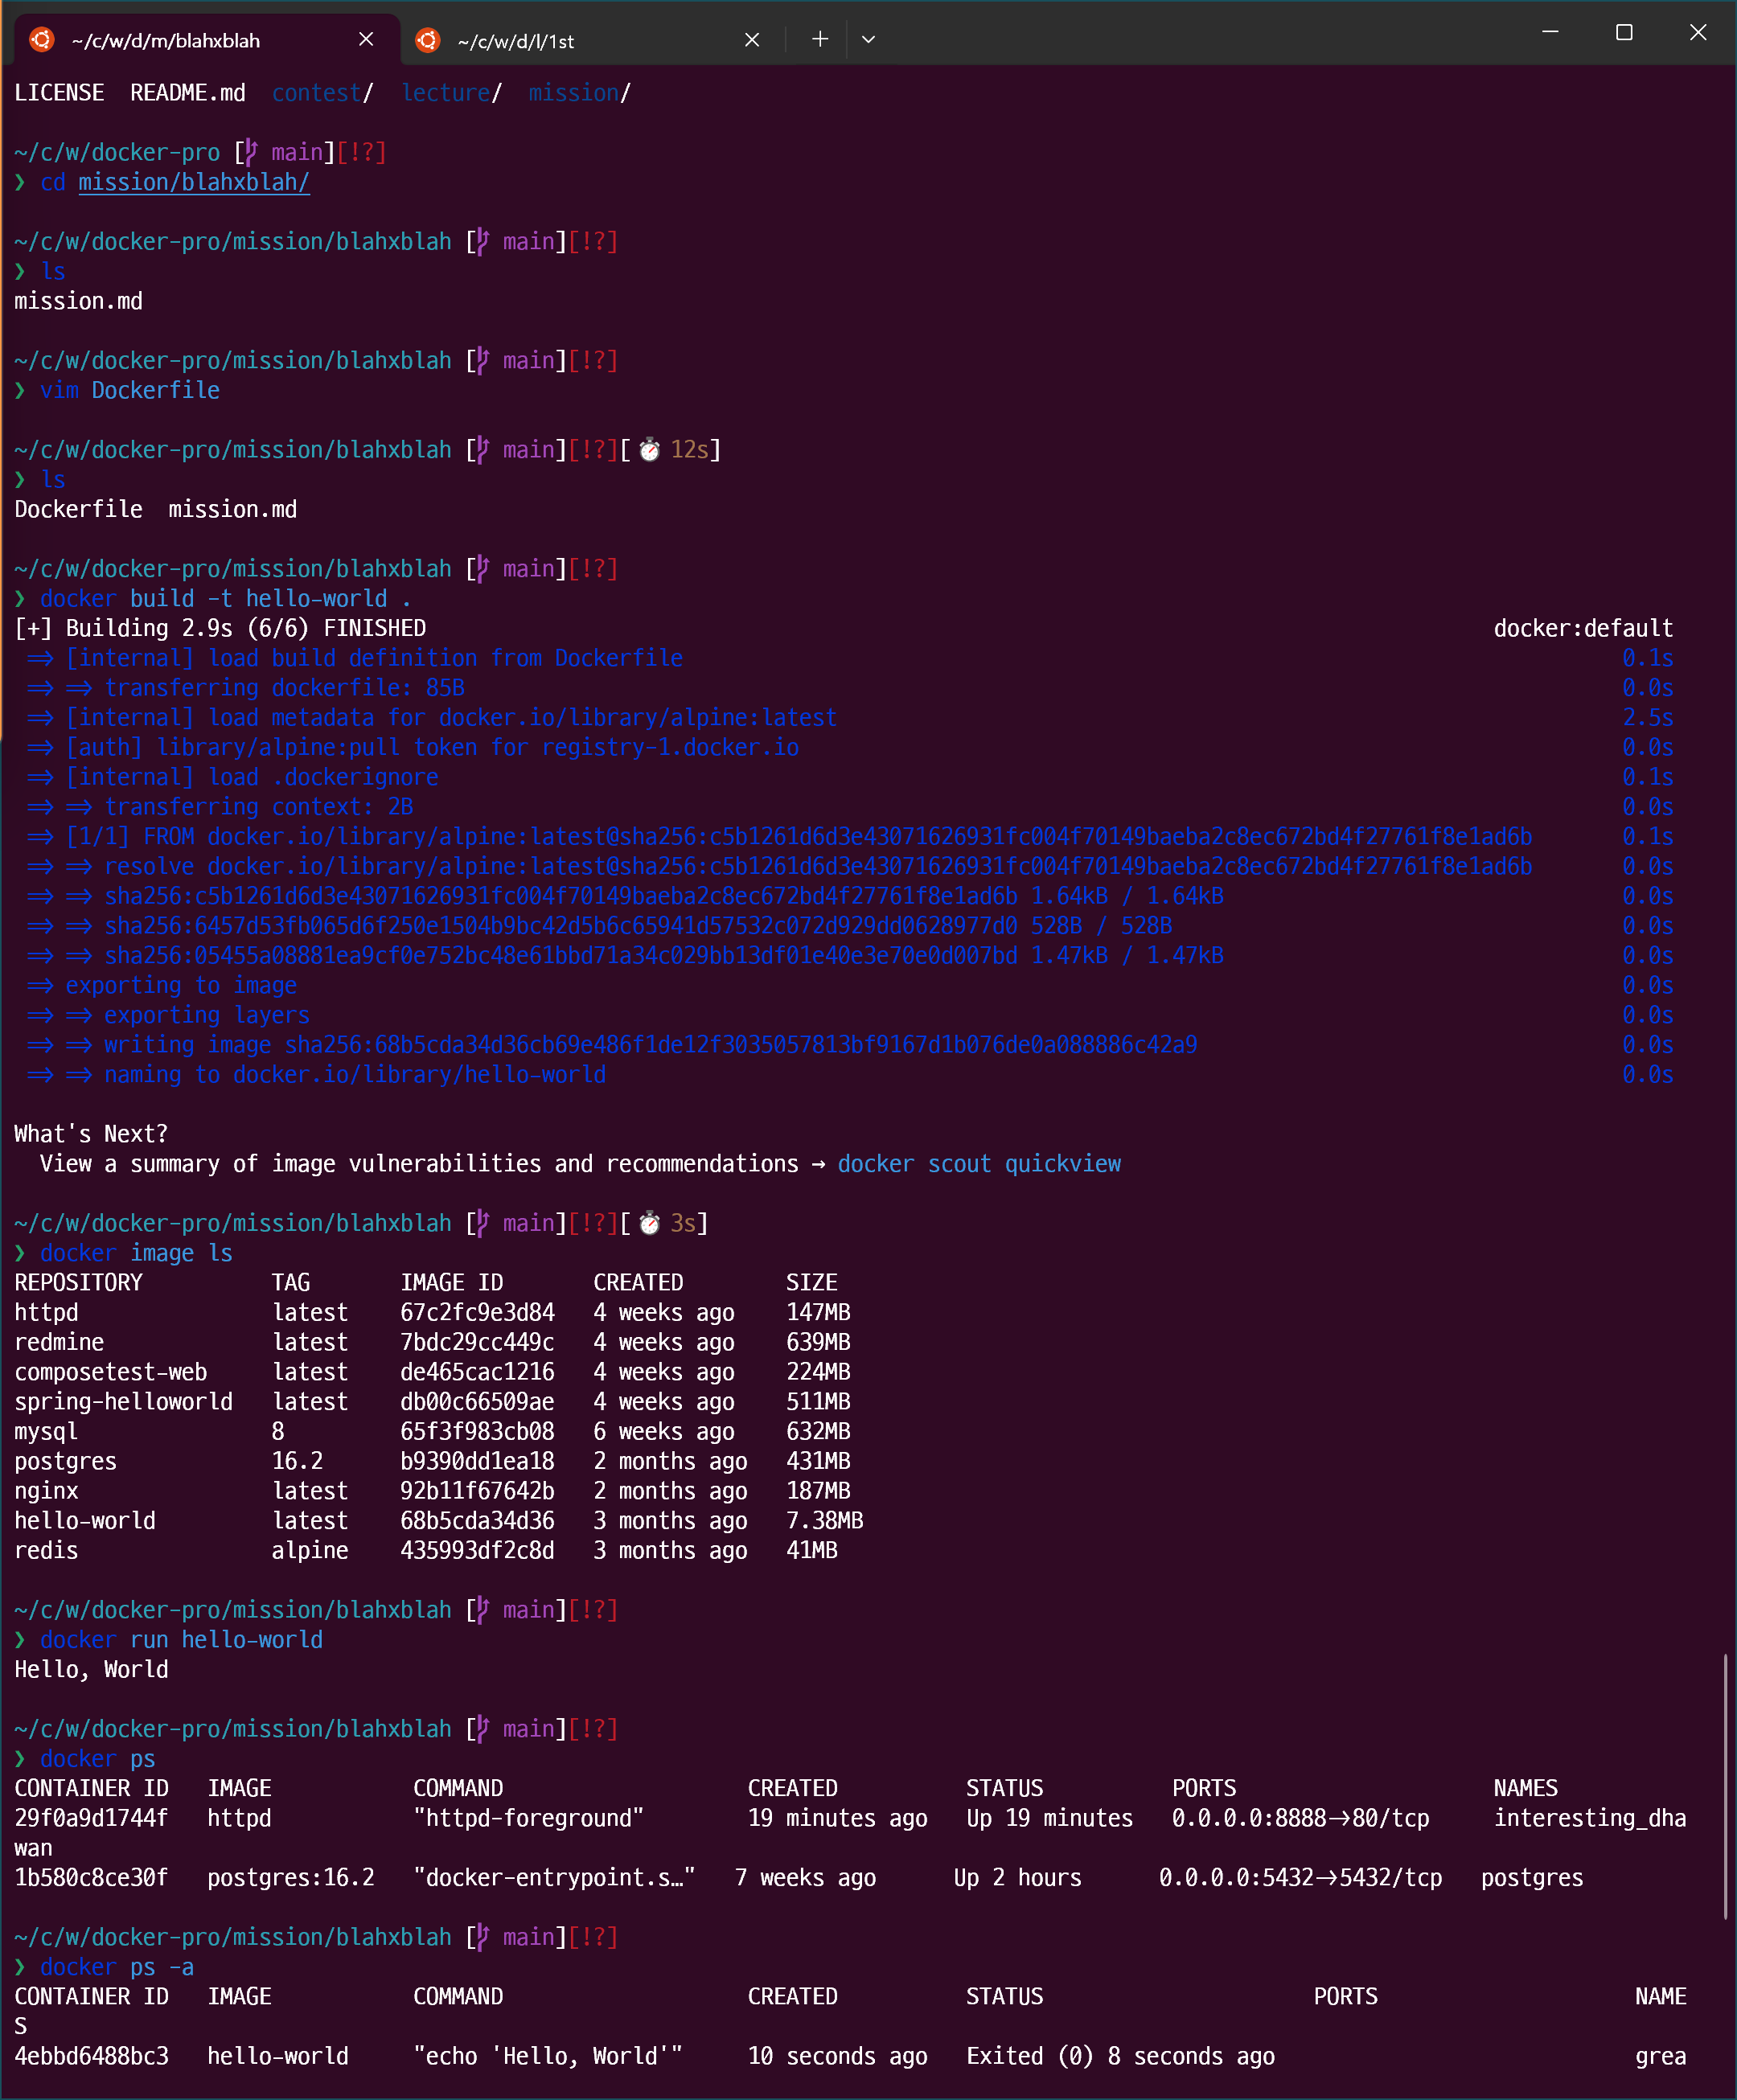 ~/c/w/d/m/blahxblah
~/c/w/d/l/1st
LICENSE  README.md  contest/  lecture/  mission/
~/c/w/docker-pro [ main][!?]
❯ cd mission/blahxblah/
~/c/w/docker-pro/mission/blahxblah [ main][!?]
❯ ls
mission.md
~/c/w/docker-pro/mission/blahxblah [ main][!?]
❯ vim Dockerfile
~/c/w/docker-pro/mission/blahxblah [ main][!?][⏱ 12s]
❯ ls
Dockerfile  mission.md
~/c/w/docker-pro/mission/blahxblah [ main][!?]
❯ docker build -t hello-world .
[+] Building 2.9s (6/6) FINISHED docker:default
=> [internal] load build definition from Dockerfile 0.1s
=> => transferring dockerfile: 85B 0.0s
=> [internal] load metadata for docker.io/library/alpine:latest 2.5s
=> [auth] library/alpine:pull token for registry-1.docker.io 0.0s
=> [internal] load .dockerignore 0.1s
=> => transferring context: 2B 0.0s
=> [1/1] FROM docker.io/library/alpine:latest@sha256:c5b1261d6d3e43071626931fc004f70149baeba2c8ec672bd4f27761f8e1ad6b 0.1s
=> => resolve docker.io/library/alpine:latest@sha256:c5b1261d6d3e43071626931fc004f70149baeba2c8ec672bd4f27761f8e1ad6b 0.0s
=> => sha256:c5b1261d6d3e43071626931fc004f70149baeba2c8ec672bd4f27761f8e1ad6b 1.64kB / 1.64kB 0.0s
=> => sha256:6457d53fb065d6f250e1504b9bc42d5b6c65941d57532c072d929dd0628977d0 528B / 528B 0.0s
=> => sha256:05455a08881ea9cf0e752bc48e61bbd71a34c029bb13df01e40e3e70e0d007bd 1.47kB / 1.47kB 0.0s
=> exporting to image 0.0s
=> => exporting layers 0.0s
=> => writing image sha256:68b5cda34d36cb69e486f1de12f3035057813bf9167d1b076de0a088886c42a9 0.0s
=> => naming to docker.io/library/hello-world 0.0s
What's Next?
View a summary of image vulnerabilities and recommendations → docker scout quickview
~/c/w/docker-pro/mission/blahxblah [ main][!?][⏱ 3s]
❯ docker image ls
REPOSITORY TAG IMAGE ID CREATED SIZE
httpd latest 67c2fc9e3d84 4 weeks ago 147MB
redmine latest 7bdc29cc449c 4 weeks ago 639MB
composetest-web latest de465cac1216 4 weeks ago 224MB
spring-helloworld latest db00c66509ae 4 weeks ago 511MB
mysql 8 65f3f983cb08 6 weeks ago 632MB
postgres 16.2 b9390dd1ea18 2 months ago 431MB
nginx latest 92b11f67642b 2 months ago 187MB
hello-world latest 68b5cda34d36 3 months ago 7.38MB
redis alpine 435993df2c8d 3 months ago 41MB
~/c/w/docker-pro/mission/blahxblah [ main][!?]
❯ docker run hello-world
Hello, World
~/c/w/docker-pro/mission/blahxblah [ main][!?]
❯ docker ps
CONTAINER ID IMAGE COMMAND CREATED STATUS PORTS NAMES
29f0a9d1744f httpd "httpd-foreground" 19 minutes ago Up 19 minutes 0.0.0.0:8888->80/tcp interesting_dha
wan
1b580c8ce30f postgres:16.2 "docker-entrypoint.s…" 7 weeks ago Up 2 hours 0.0.0.0:5432->5432/tcp postgres
~/c/w/docker-pro/mission/blahxblah [ main][!?]
❯ docker ps -a
CONTAINER ID IMAGE COMMAND CREATED STATUS PORTS NAME
S
4ebbd6488bc3 hello-world "echo 'Hello, World'" 10 seconds ago Exited (0) 8 seconds ago grea